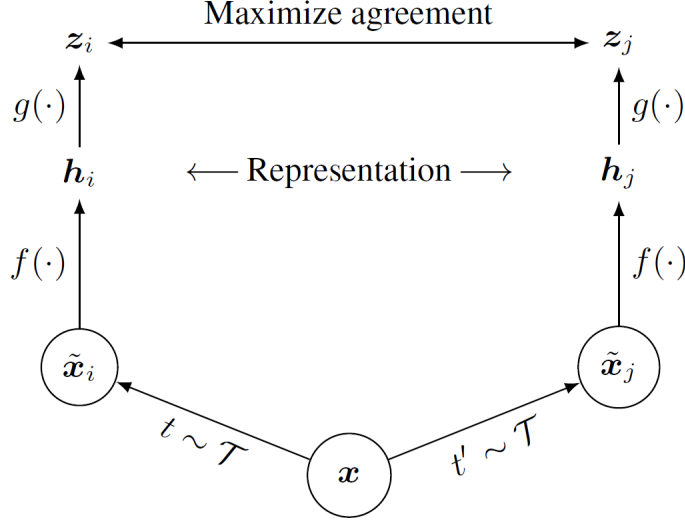 Maximize agreement
z_i z_j
g(·) g(·)
h_i ← Representation → h_j
f(·) f(·)
x̃_i x̃_j
t ~ 𝒯 t′ ~ 𝒯
x